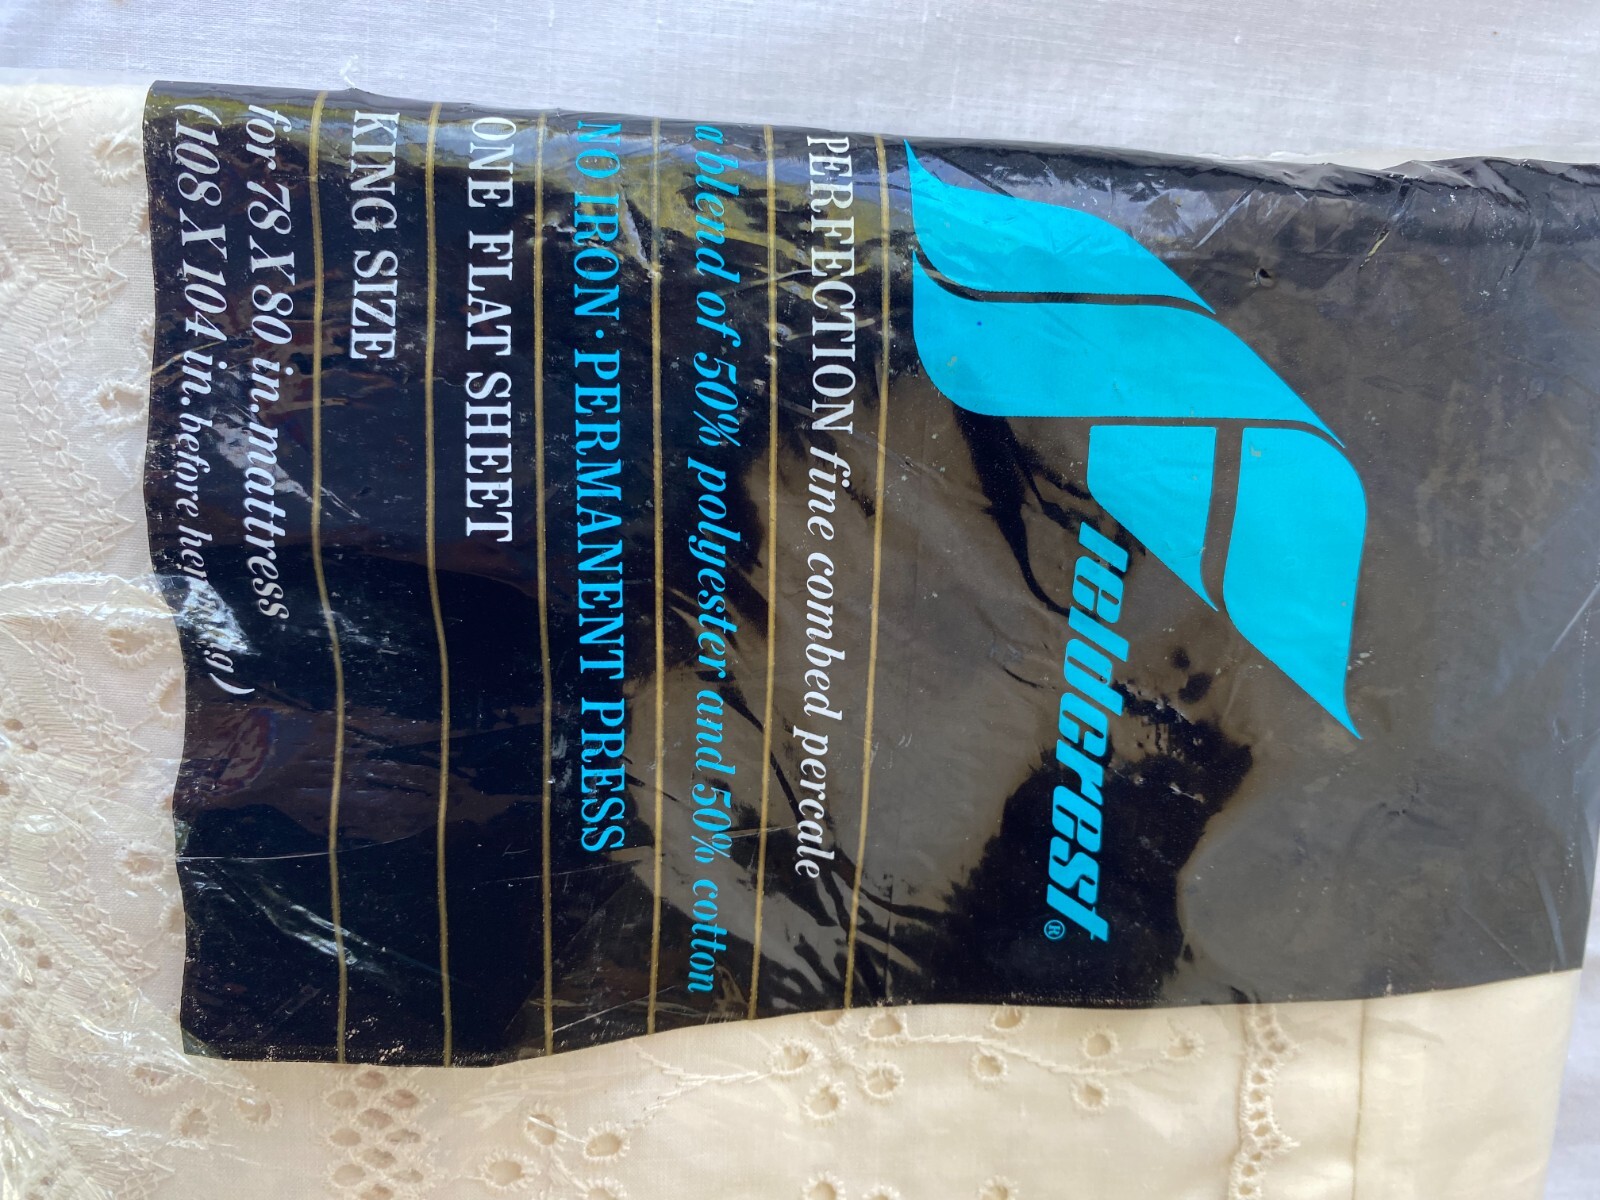 Fieldcrest®
PERFECTION fine combed percale
a blend of 50% polyester and 50% cotton
NO IRON · PERMANENT PRESS
ONE FLAT SHEET
KING SIZE
for 78 X 80 in. mattress
(108 X 104 in. before hemming)